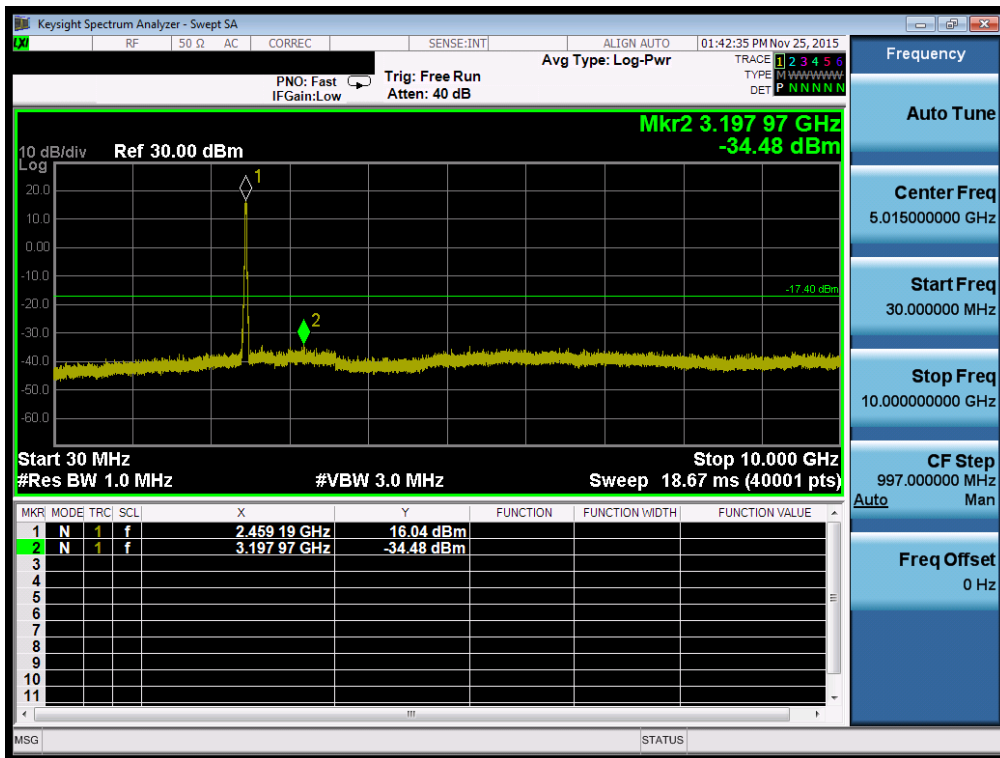 Keysight Spectrum Analyzer - Swept SA
LXI RF 50 Ω AC CORREC SENSE:INT ALIGN AUTO 01:42:35 PM Nov 25, 2015
PNO: Fast
IFGain:Low
Trig: Free Run
Atten: 40 dB
Avg Type: Log-Pwr
TRACE 1 2 3 4 5 6
TYPE M WWWWW
DET P N N N N N
Mkr2 3.197 97 GHz
-34.48 dBm
10 dB/div Ref 30.00 dBm
Log
1
20.0
10.0
0.00
-10.0
-17.40 dBm
-20.0
2
-30.0
-40.0
-50.0
-60.0
Start 30 MHz Stop 10.000 GHz
#Res BW 1.0 MHz #VBW 3.0 MHz Sweep 18.67 ms (40001 pts)
MKR MODE TRC SCL X Y FUNCTION FUNCTION WIDTH FUNCTION VALUE
1 N 1 f 2.459 19 GHz 16.04 dBm
2 N 1 f 3.197 97 GHz -34.48 dBm
3
4
5
6
7
8
9
10
11
MSG STATUS
Frequency
Auto Tune
Center Freq
5.015000000 GHz
Start Freq
30.000000 MHz
Stop Freq
10.000000000 GHz
CF Step
997.000000 MHz
Auto Man
Freq Offset
0 Hz